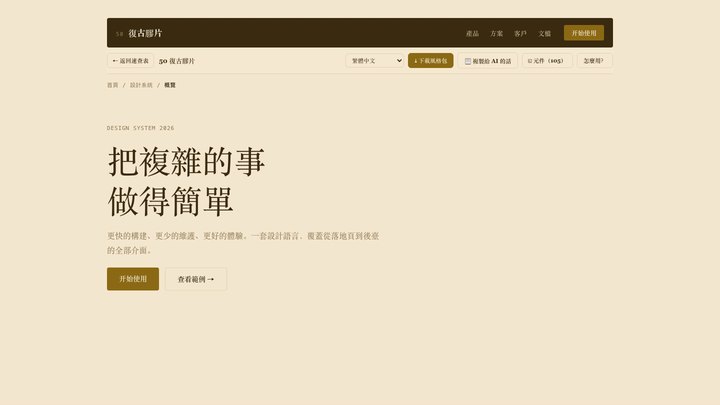 50 復古膠片
產品 方案 客戶 文檔 开始使用
← 返回速查表 50 復古膠片 繁體中文 ↓下載風格包 複製給 AI 的話 元件（105） 怎麼用?
首頁 / 設計系統 / 概覽
DESIGN SYSTEM 2026
把複雜的事
做得簡單
更快的構建、更少的維護、更好的體驗。一套設計語言，覆蓋從落地頁到後臺
的全部介面。
开始使用 查看範例 →